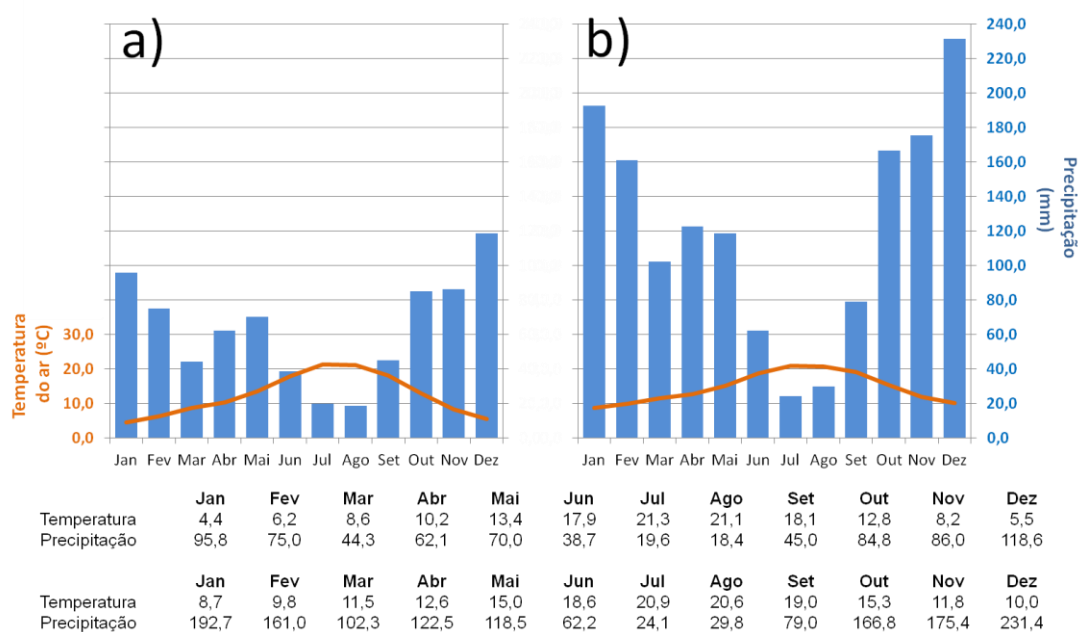 a)
b)
240,0
220,0
200,0
180,0
160,0
140,0
120,0
100,0
80,0
60,0
40,0
20,0
0,0
Precipitação
(mm)
30,0
20,0
10,0
0,0
Temperatura
do ar (ºC)
Jan Fev Mar Abr Mai Jun Jul Ago Set Out Nov Dez
Jan Fev Mar Abr Mai Jun Jul Ago Set Out Nov Dez
Jan Fev Mar Abr Mai Jun Jul Ago Set Out Nov Dez
Temperatura 4,4 6,2 8,6 10,2 13,4 17,9 21,3 21,1 18,1 12,8 8,2 5,5
Precipitação 95,8 75,0 44,3 62,1 70,0 38,7 19,6 18,4 45,0 84,8 86,0 118,6
Jan Fev Mar Abr Mai Jun Jul Ago Set Out Nov Dez
Temperatura 8,7 9,8 11,5 12,6 15,0 18,6 20,9 20,6 19,0 15,3 11,8 10,0
Precipitação 192,7 161,0 102,3 122,5 118,5 62,2 24,1 29,8 79,0 166,8 175,4 231,4